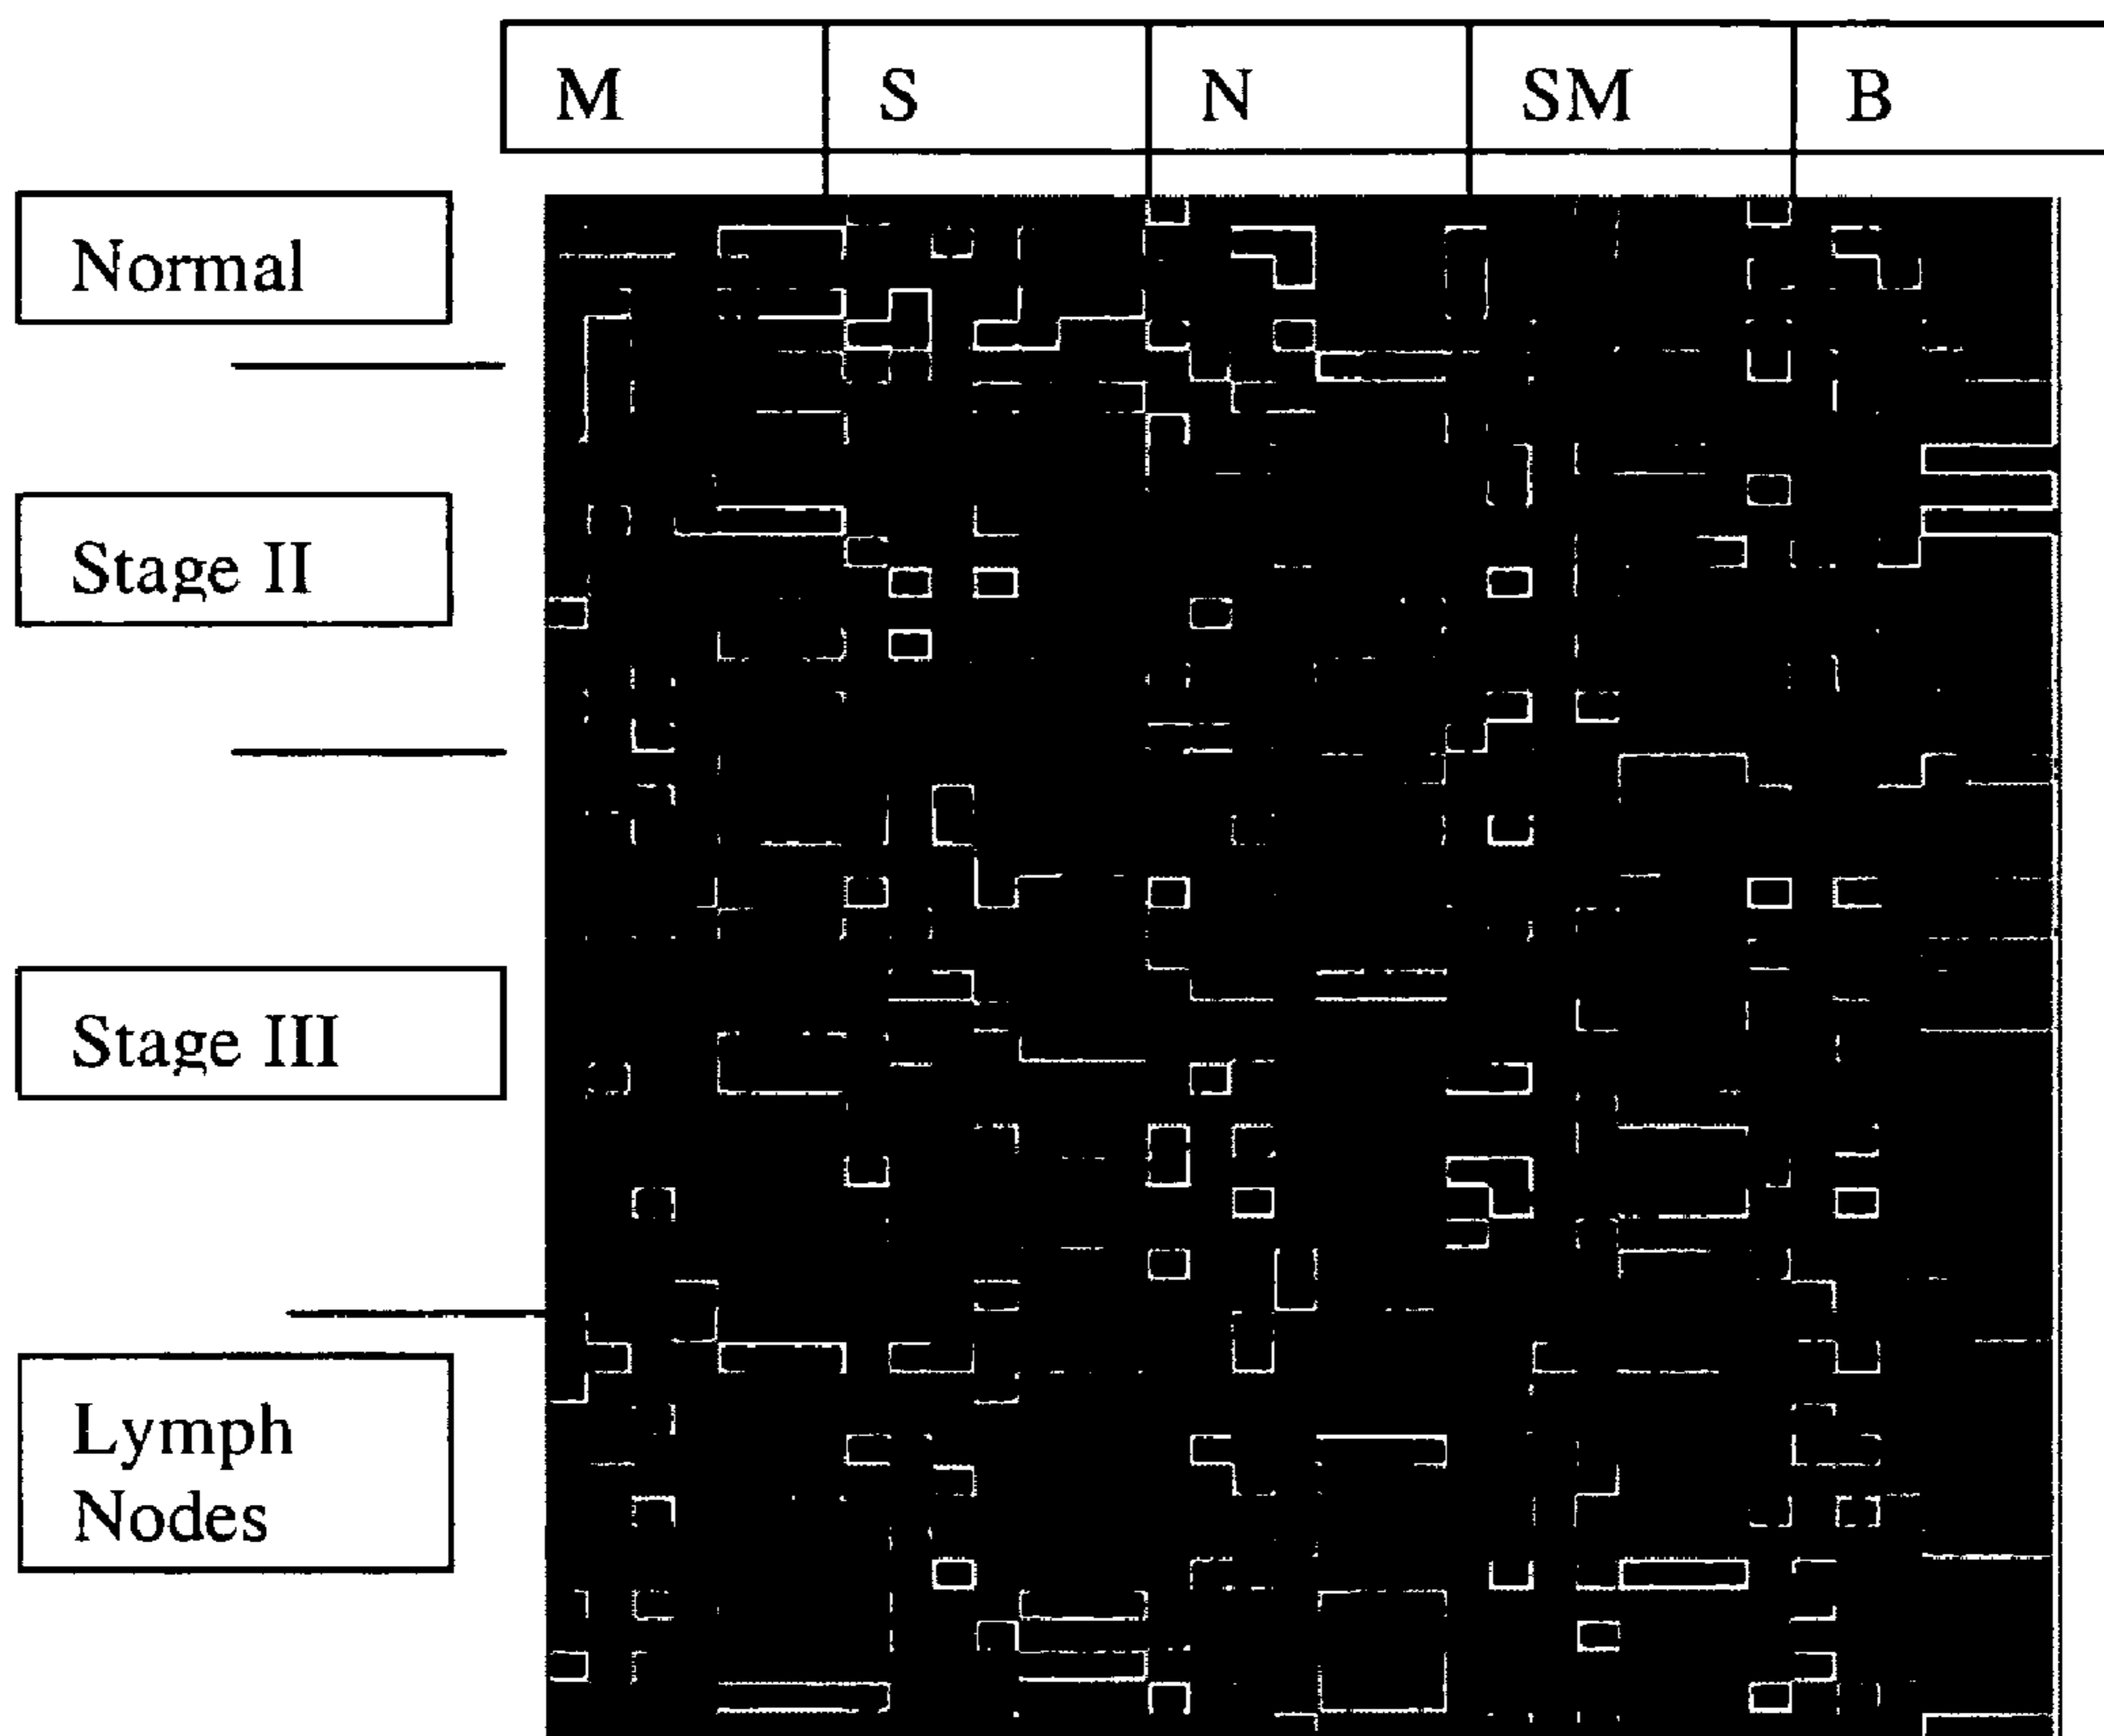 M S N SM B
Normal
Stage II
Stage III
Lymph
Nodes